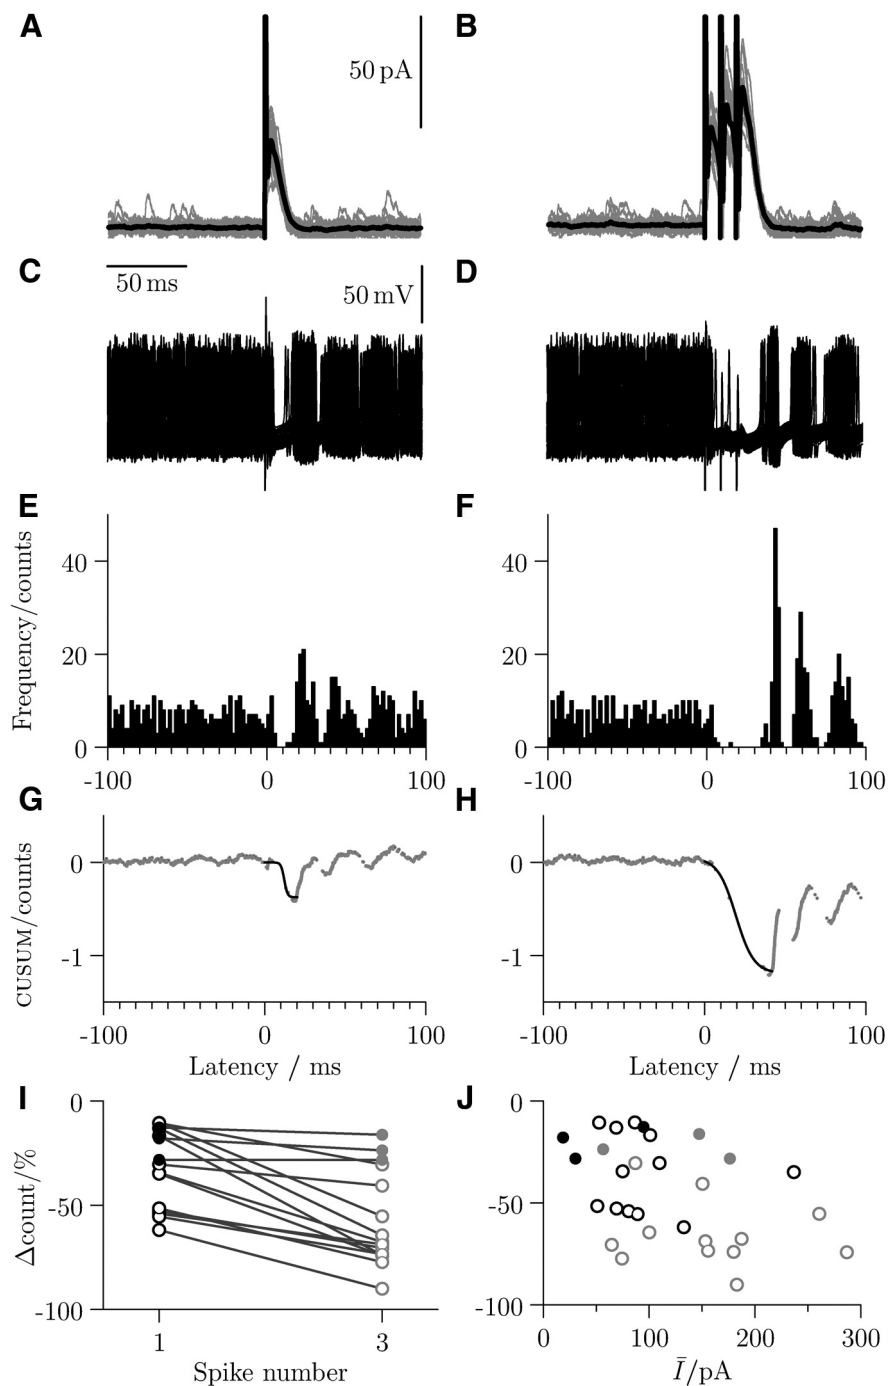 A
B
50 pA
C
D
50 ms
50 mV
E
F
Frequency/counts
40
20
0
40
20
0
-100
0
100
-100
0
100
G
H
CUSUM/counts
0
-1
0
-1
-100
0
100
-100
0
100
Latency / ms
Latency / ms
I
J
Δcount/%
0
-50
-100
0
-50
-100
1
3
0
100
200
300
Spike number
Ī/pA